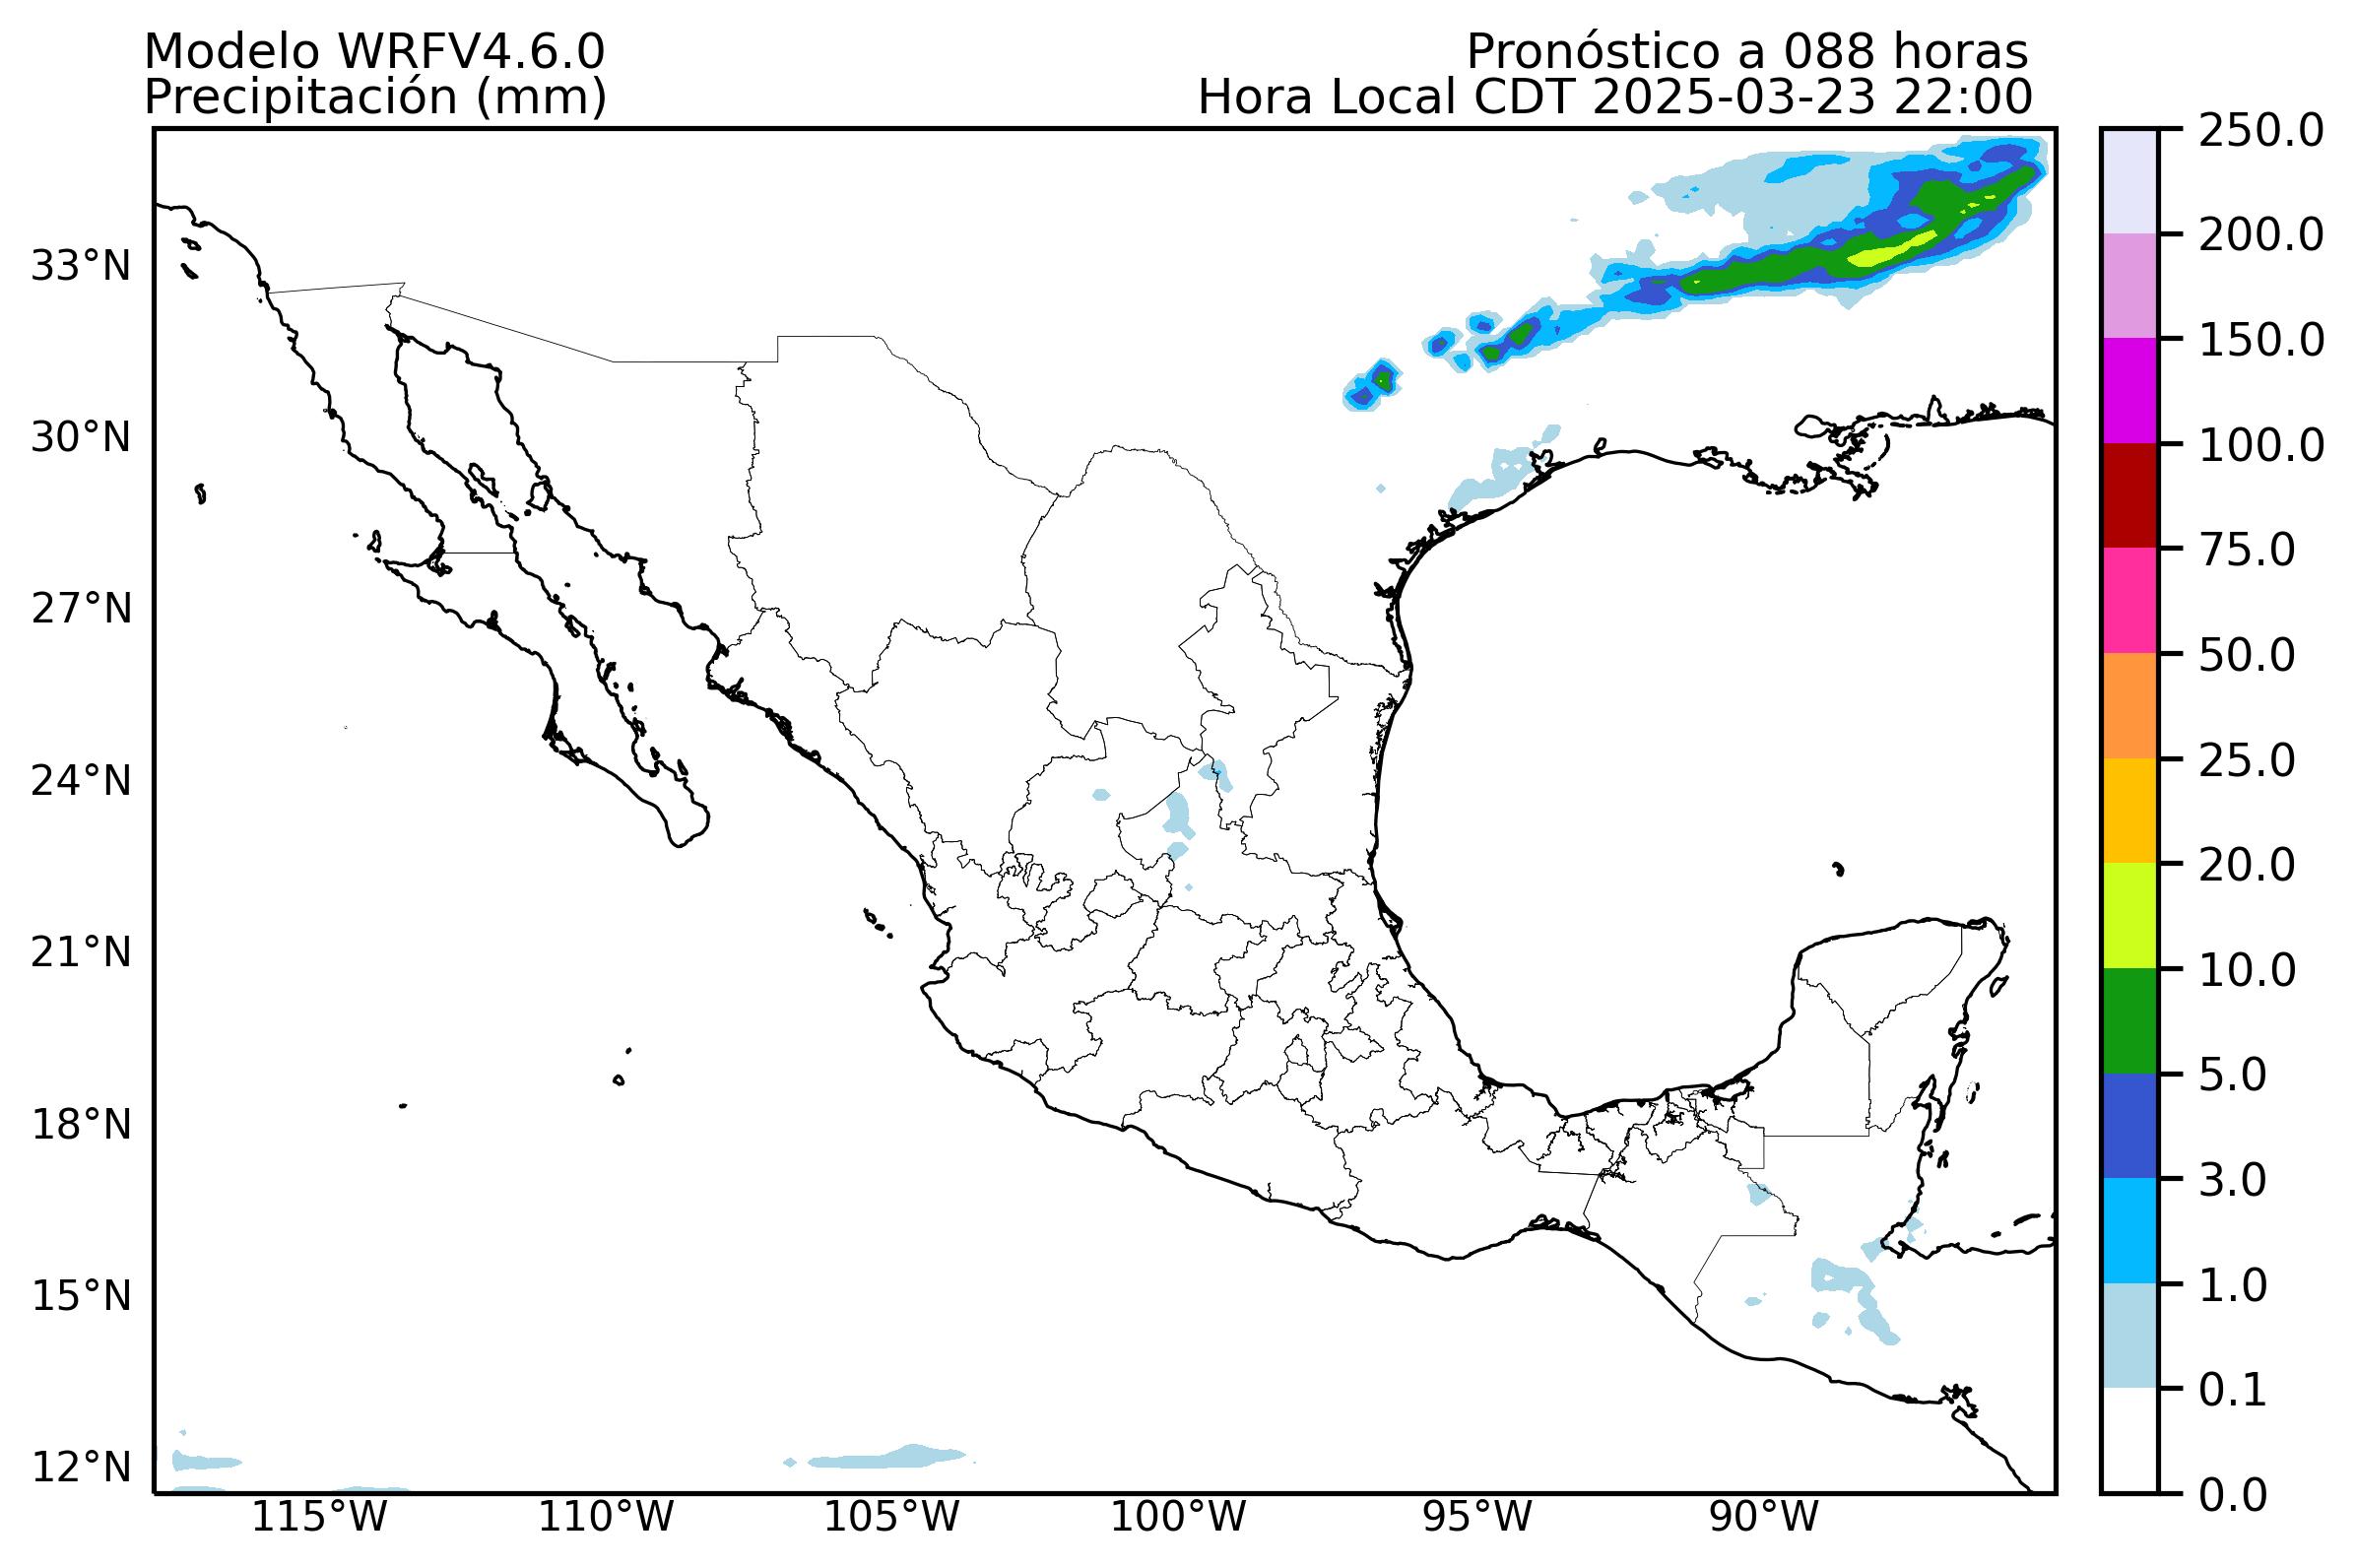 Modelo WRFV4.6.0
Precipitación (mm)
Pronóstico a 088 horas
Hora Local CDT 2025-03-23 22:00
33°N
30°N
27°N
24°N
21°N
18°N
15°N
12°N
115°W
110°W
105°W
100°W
95°W
90°W
250.0
200.0
150.0
100.0
75.0
50.0
25.0
20.0
10.0
5.0
3.0
1.0
0.1
0.0